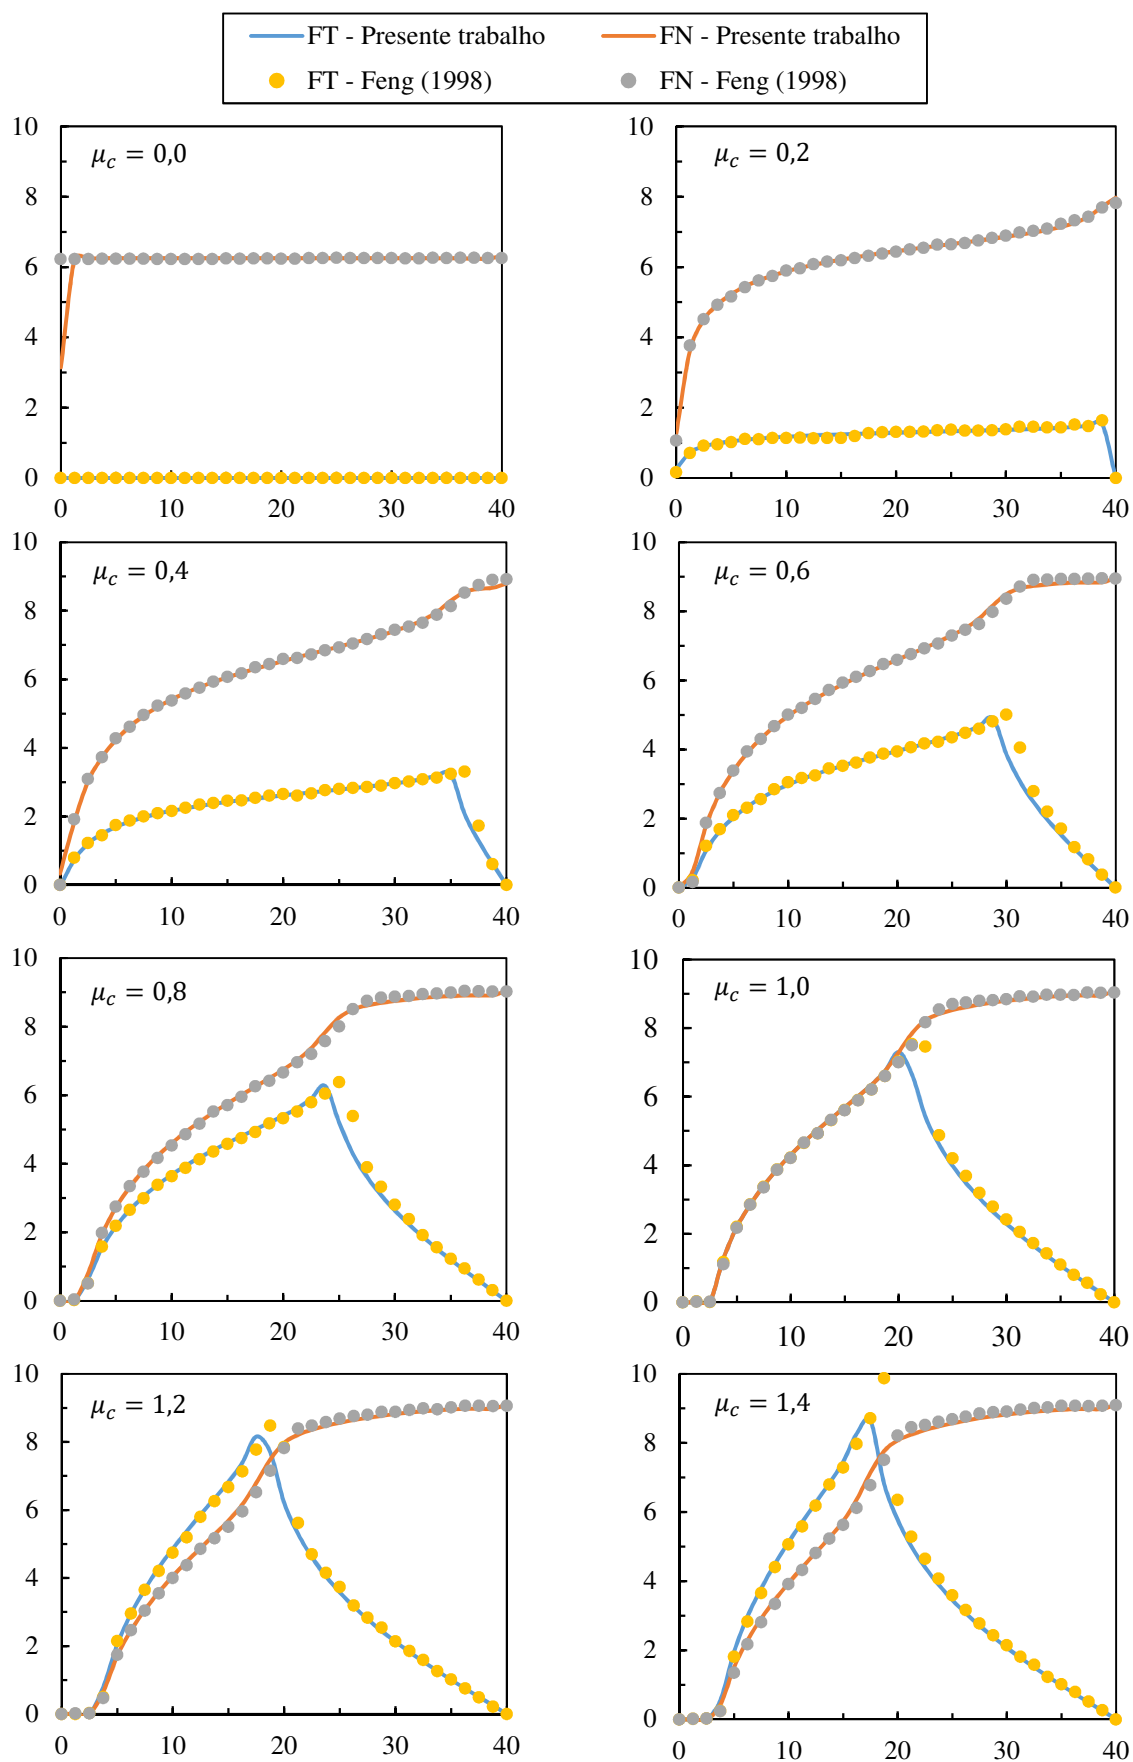 FT - Presente trabalho FN - Presente trabalho
FT - Feng (1998) FN - Feng (1998)
10
8
6
4
2
0
μc = 0,0
0 10 20 30 40
10
8
6
4
2
0
μc = 0,2
0 10 20 30 40
10
8
6
4
2
0
μc = 0,4
0 10 20 30 40
10
8
6
4
2
0
μc = 0,6
0 10 20 30 40
10
8
6
4
2
0
μc = 0,8
0 10 20 30 40
10
8
6
4
2
0
μc = 1,0
0 10 20 30 40
10
8
6
4
2
0
μc = 1,2
0 10 20 30 40
10
8
6
4
2
0
μc = 1,4
0 10 20 30 40